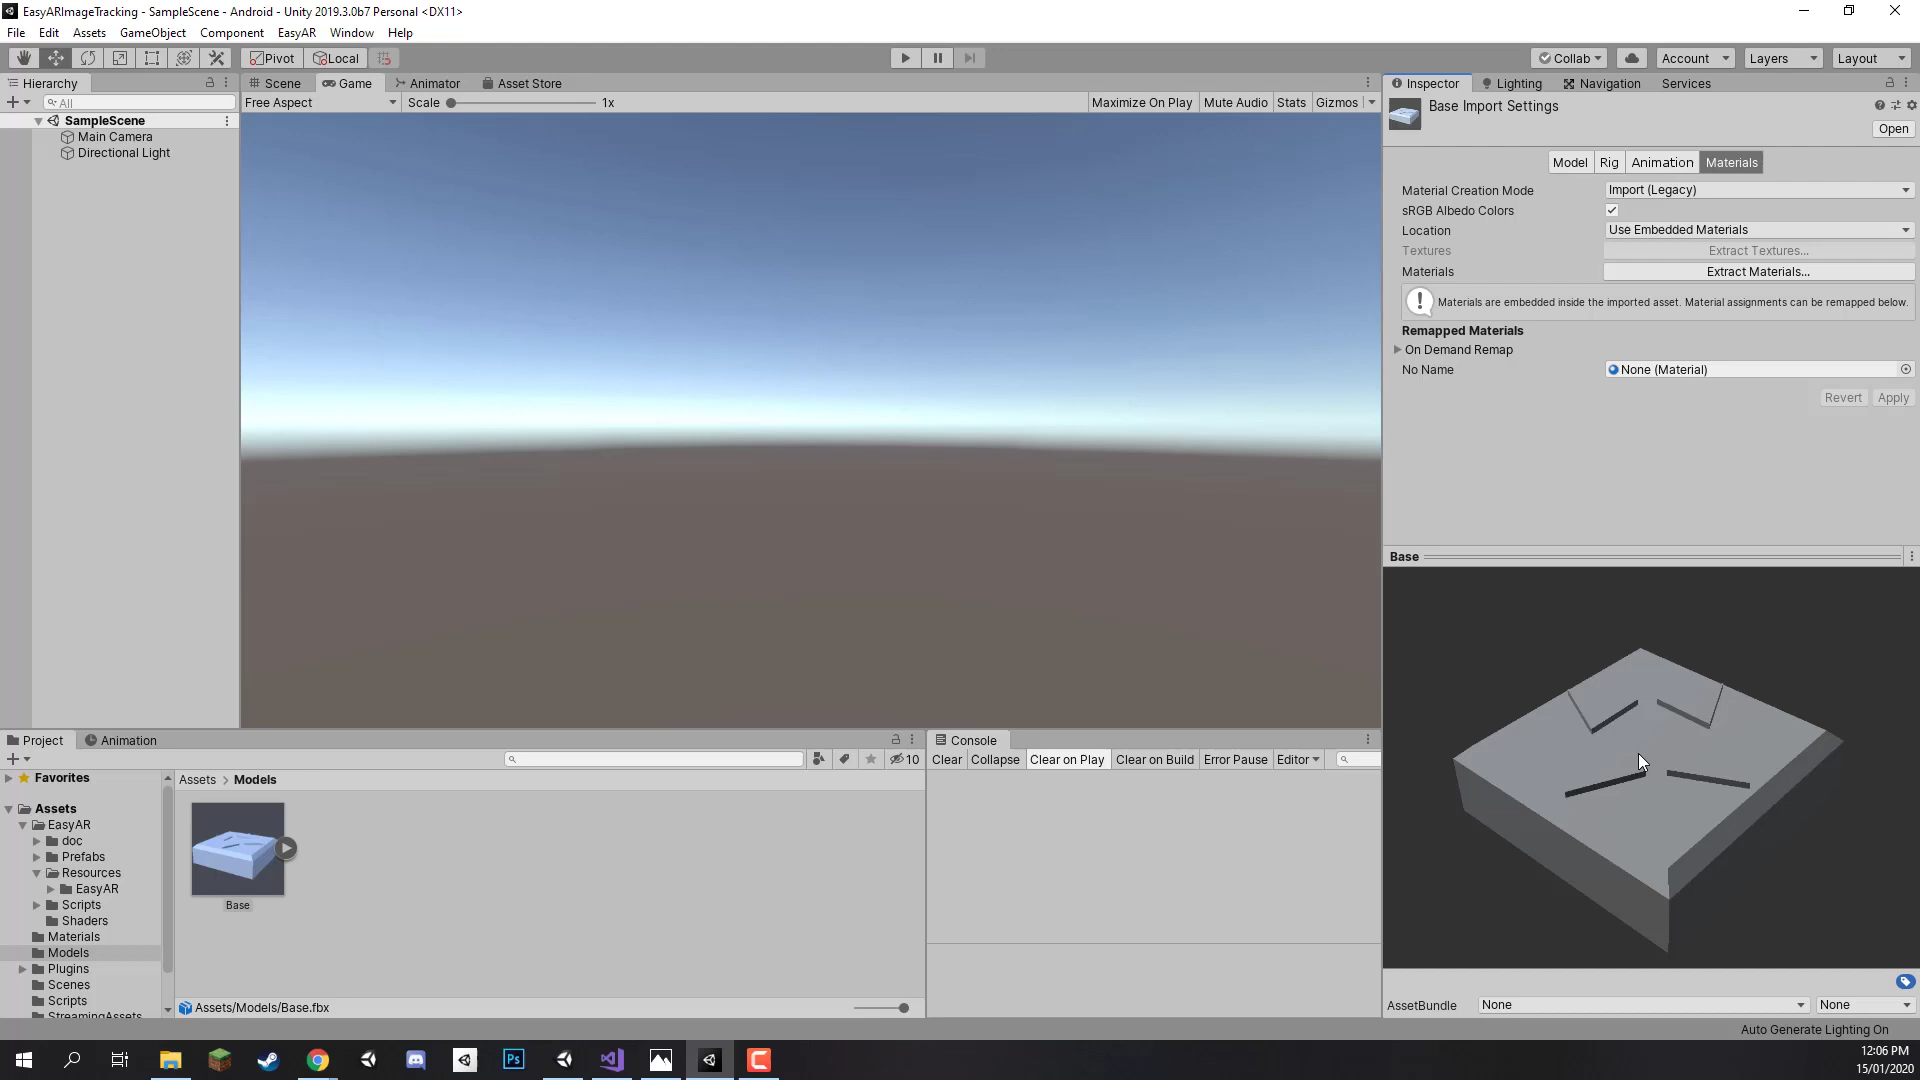 EasyARImageTracking - SampleScene - Android - Unity 2019.3.0b7 Personal <DX11>
File Edit Assets GameObject Component EasyAR Window Help
Pivot Local Collab Account Layers Layout
Hierarchy
All
SampleScene
Main Camera
Directional Light
Scene Game Animator Asset Store
Free Aspect Scale 1x Maximize On Play Mute Audio Stats Gizmos
Inspector Lighting Navigation Services
Base Import Settings
Open
Model Rig Animation Materials
Material Creation Mode Import (Legacy)
sRGB Albedo Colors
Location Use Embedded Materials
Textures Extract Textures...
Materials Extract Materials...
Materials are embedded inside the imported asset. Material assignments can be remapped below.
Remapped Materials
On Demand Remap
No Name None (Material)
Revert Apply
Base
AssetBundle None None
Project Animation
10
Favorites
Assets
EasyAR
doc
Prefabs
Resources
EasyAR
Scripts
Shaders
Materials
Models
Plugins
Scenes
Scripts
StreamingAssets
Assets > Models
Base
Assets/Models/Base.fbx
Console
Clear Collapse Clear on Play Clear on Build Error Pause Editor
Auto Generate Lighting On
Ps
12:06 PM
15/01/2020